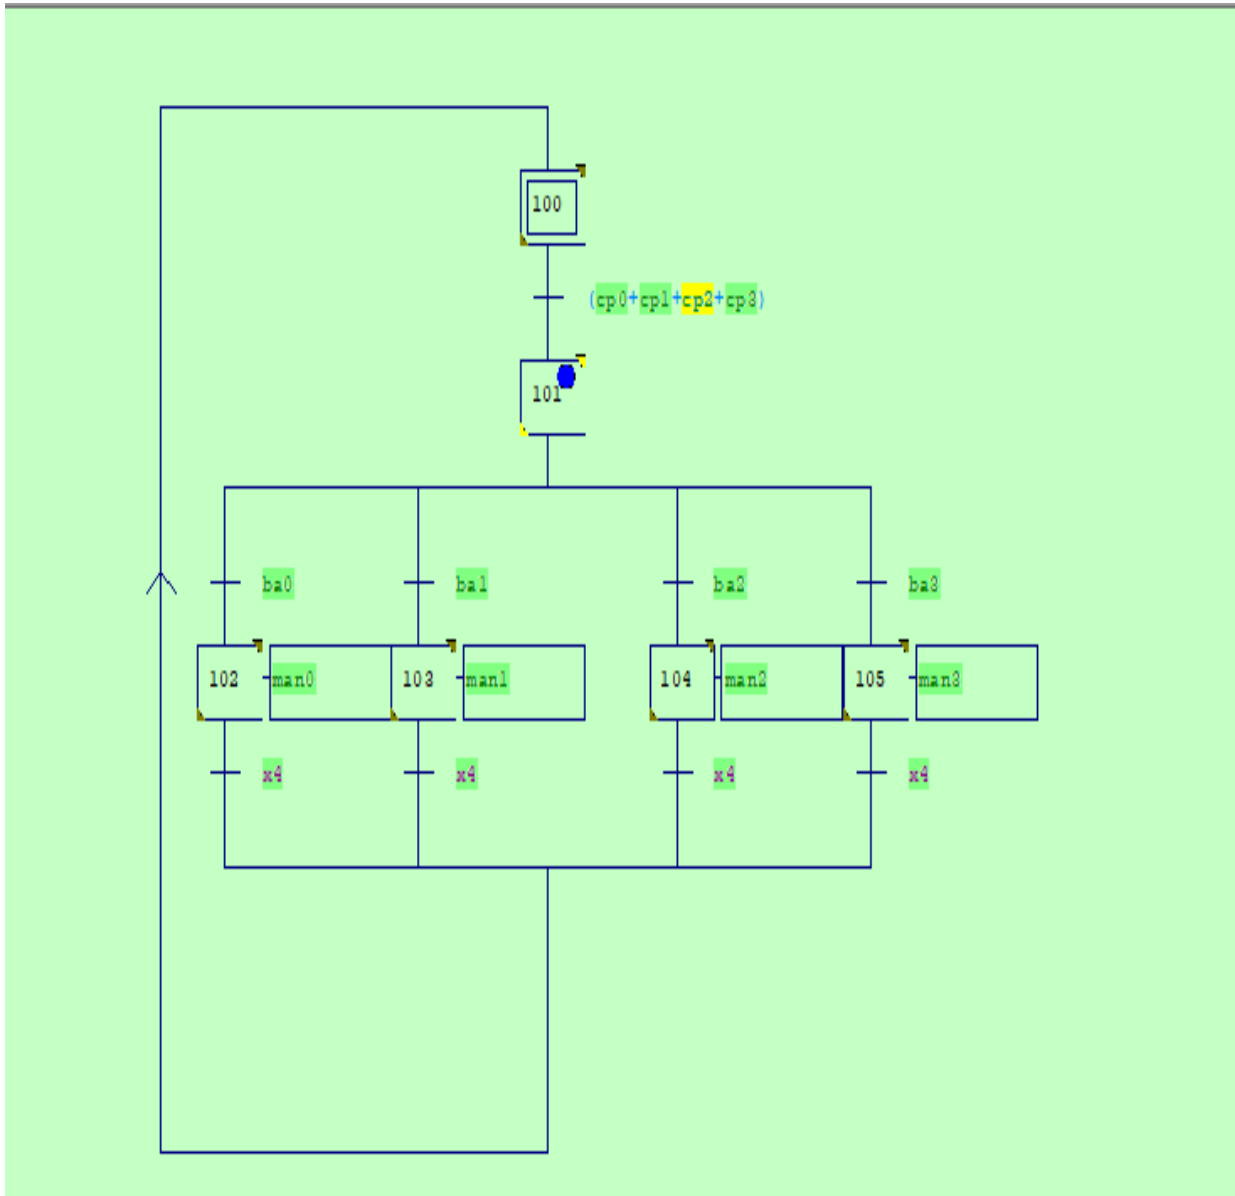 100
(cp0+cp1+cp2+cp3)
101
ba0 ba1 ba2 ba3
102 man0 103 man1 104 man2 105 man3
x4 x4 x4 x4